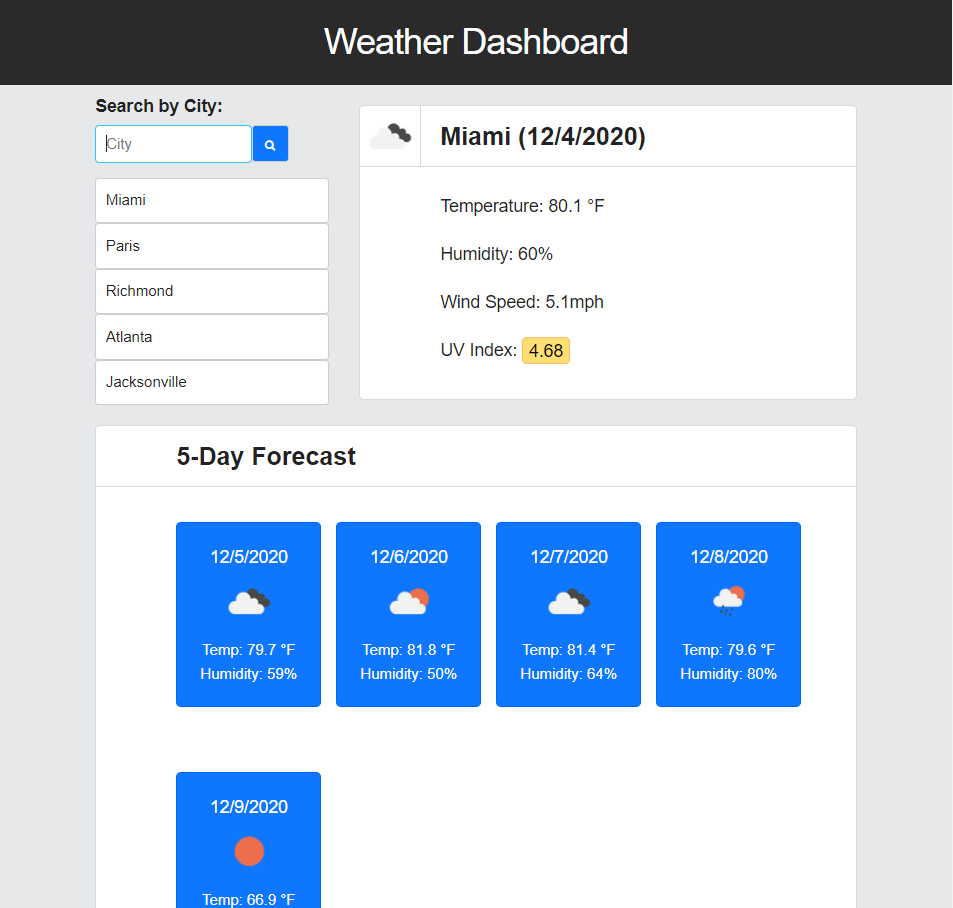 Weather Dashboard
Search by City:
City
Miami
Paris
Richmond
Atlanta
Jacksonville
Miami (12/4/2020)
Temperature: 80.1 °F
Humidity: 60%
Wind Speed: 5.1mph
UV Index: 4.68
5-Day Forecast
12/5/2020
Temp: 79.7 °F
Humidity: 59%
12/6/2020
Temp: 81.8 °F
Humidity: 50%
12/7/2020
Temp: 81.4 °F
Humidity: 64%
12/8/2020
Temp: 79.6 °F
Humidity: 80%
12/9/2020
Temp: 66.9 °F